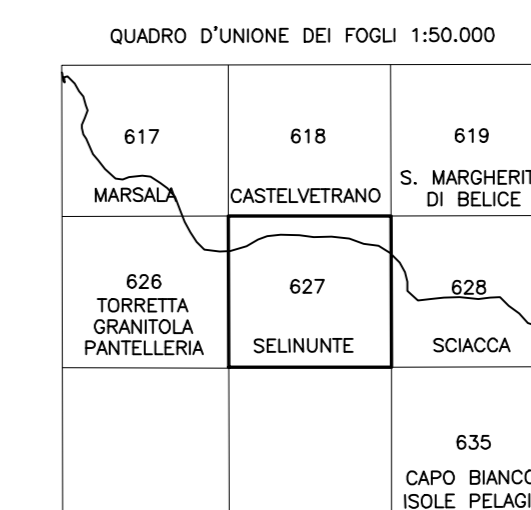 QUADRO D'UNIONE DEI FOGLI 1:50.000
617
MARSALA
618
CASTELVETRANO
619
S. MARGHERIT
DI BELICE
626
TORRETTA
GRANITOLA
PANTELLERIA
627
SELINUNTE
628
SCIACCA
635
CAPO BIANCO
ISOLE PELAGI